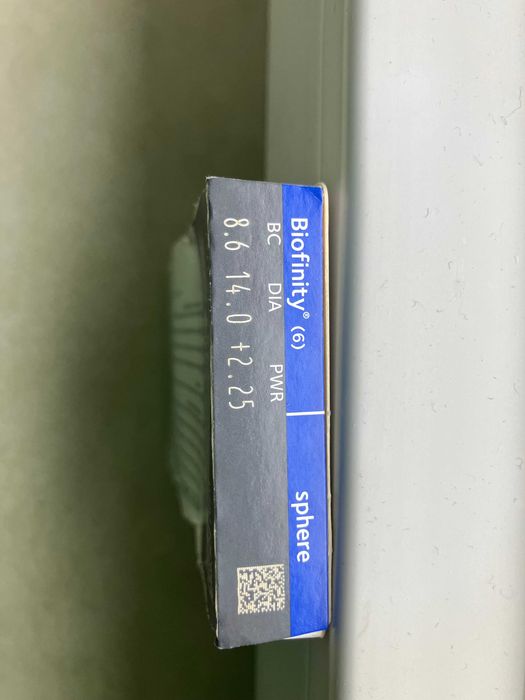 Biofinity® (6) sphere
BC DIA PWR
8.6 14.0 +2.25